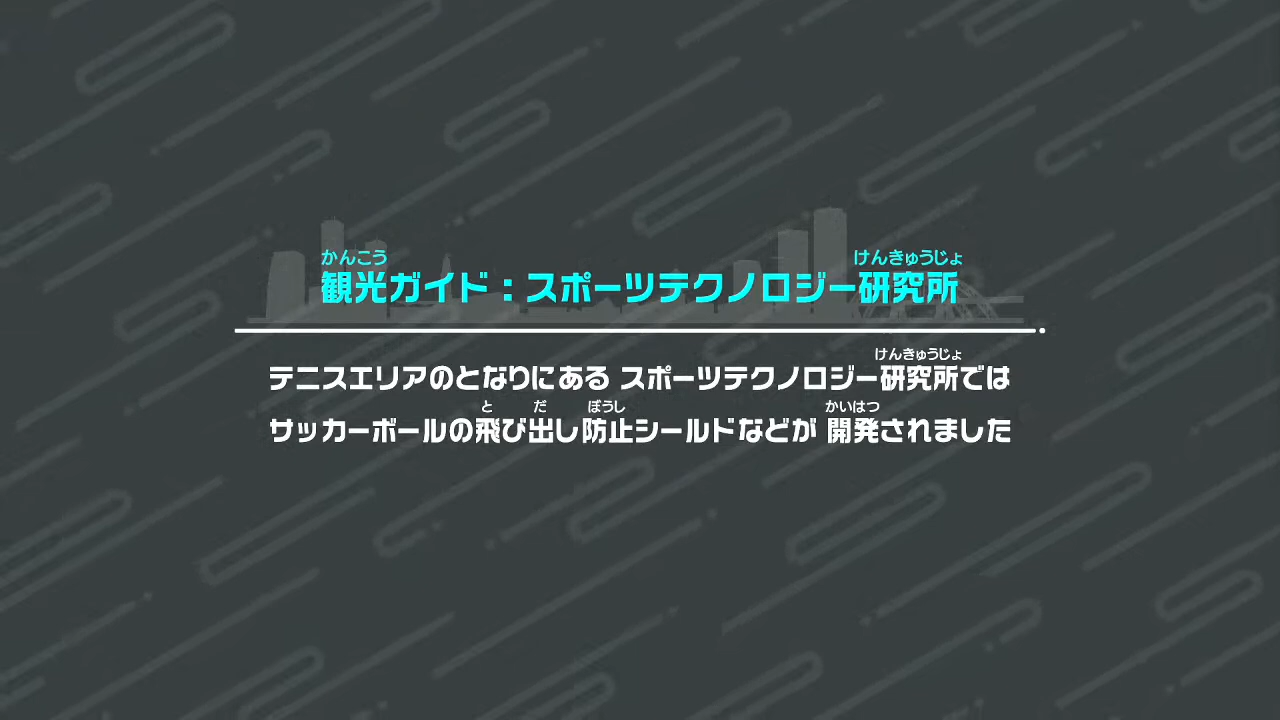 かんこう けんきゅうじょ
観光ガイド：スポーツテクノロジー研究所
けんきゅうじょ
テニスエリアのとなりにある スポーツテクノロジー研究所では
と だ ぼうし かいはつ
サッカーボールの飛び出し防止シールドなどが 開発されました